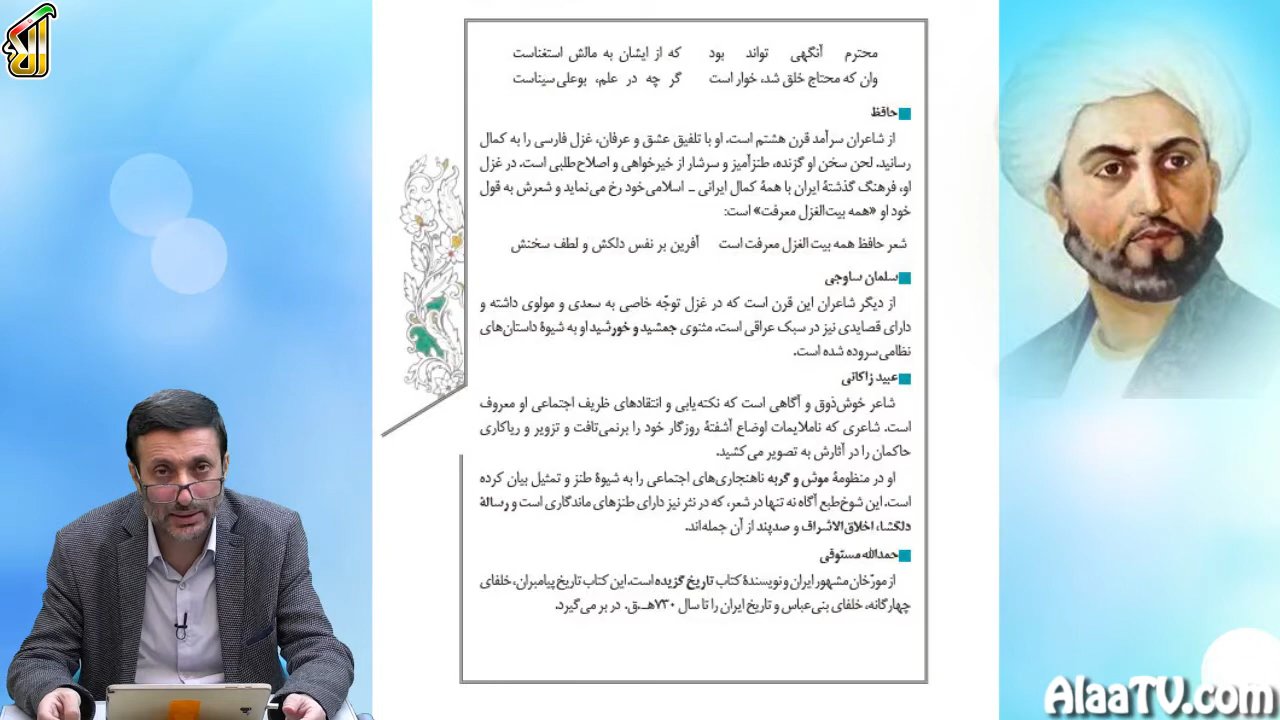 آلاء
محترم آنگهی تواند بود که از ایشان به مالش استغناست
وان که محتاج خلق شد، خوار است گر چه در علم، بوعلی سیناست
حافظ
از شاعران سرآمد قرن هشتم است. او با تلفیق عشق و عرفان، غزل فارسی را به کمال
رسانید. لحن سخن او گزنده، طنزآمیز و سرشار از خیرخواهی و اصلاح‌طلبی است. در غزل
او، فرهنگ گذشتهٔ ایران با همهٔ کمال ایرانی ـ اسلامی خود رخ می‌نماید و شعرش به قول
خود او «همه بیت‌الغزل معرفت» است:
شعر حافظ همه بیت الغزل معرفت است آفرین بر نفس دلکش و لطف سخنش
سلمان ساوجی
از دیگر شاعران این قرن است که در غزل توجّه خاصی به سعدی و مولوی داشته و
دارای قصایدی نیز در سبک عراقی است. مثنوی جمشید و خورشید او به شیوهٔ داستان‌های
نظامی سروده شده است.
عبید زاکانی
شاعر خوش‌ذوق و آگاهی است که نکته‌یابی و انتقادهای ظریف اجتماعی او معروف
است. شاعری که ناملایمات اوضاع آشفتهٔ روزگار خود را برنمی‌تافت و تزویر و ریاکاری
حاکمان را در آثارش به تصویر می‌کشید.
او در منظومهٔ موش و گربه ناهنجاری‌های اجتماعی را به شیوهٔ طنز و تمثیل بیان کرده
است. این شوخ‌طبع آگاه نه تنها در شعر، که در نثر نیز دارای طنزهای ماندگاری است و رسالهٔ
دلگشا، اخلاق‌الاشراف و صدپند از آن جمله‌اند.
حمدالله مستوفی
از مورّخان مشهور ایران و نویسندهٔ کتاب تاریخ گزیده است. این کتاب تاریخ پیامبران، خلفای
چهارگانه، خلفای بنی‌عباس و تاریخ ایران را تا سال ۷۳۰هـ.ق. در بر می‌گیرد.
AlaaTV.com